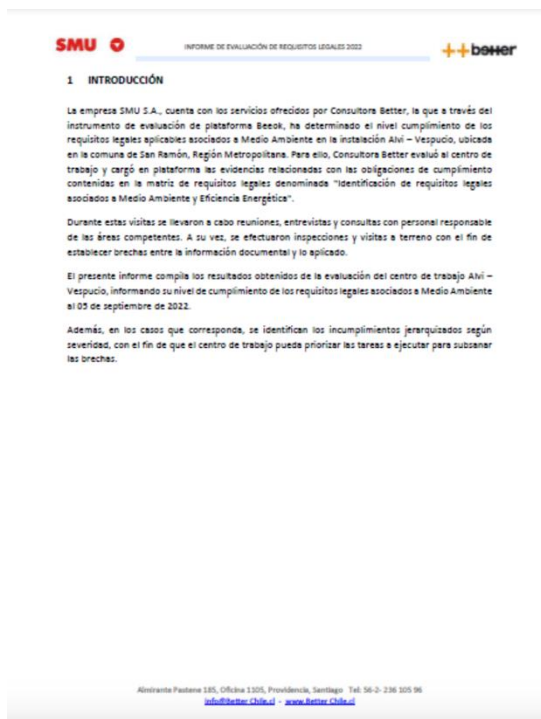 SMU
INFORME DE EVALUACIÓN DE REQUISITOS LEGALES 2022
++better
1 INTRODUCCIÓN
La empresa SMU S.A., cuenta con los servicios ofrecidos por Consultora Better, la que a través del
instrumento de evaluación de plataforma Beeok, ha determinado el nivel cumplimiento de los
requisitos legales aplicables asociados a Medio Ambiente en la instalación Alvi – Vespucio, ubicada
en la comuna de San Ramón, Región Metropolitana. Para ello, Consultora Better evaluó al centro de
trabajo y cargó en plataforma las evidencias relacionadas con las obligaciones de cumplimiento
contenidas en la matriz de requisitos legales denominada "Identificación de requisitos legales
asociados a Medio Ambiente y Eficiencia Energética".
Durante estas visitas se llevaron a cabo reuniones, entrevistas y consultas con personal responsable
de las áreas competentes. A su vez, se efectuaron inspecciones y visitas a terreno con el fin de
establecer brechas entre la información documental y lo aplicado.
El presente informe compila los resultados obtenidos de la evaluación del centro de trabajo Alvi –
Vespucio, informando su nivel de cumplimiento de los requisitos legales asociados a Medio Ambiente
al 05 de septiembre de 2022.
Además, en los casos que corresponda, se identifican los incumplimientos jerarquizados según
severidad, con el fin de que el centro de trabajo pueda priorizar las tareas a ejecutar para subsanar
las brechas.
Almirante Pastene 185, Oficina 1105, Providencia, Santiago Tel: 56-2- 236 105 96
info@Better Chile.cl - www.Better Chile.cl